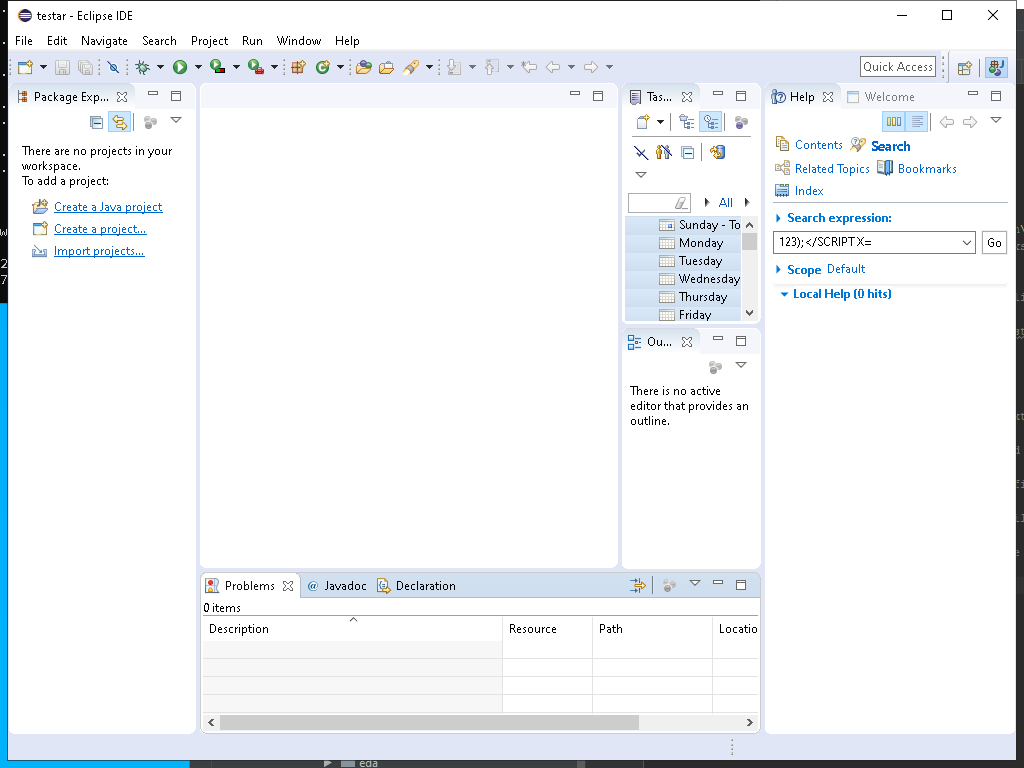 testar - Eclipse IDE
File Edit Navigate Search Project Run Window Help
Quick Access
Package Exp...
There are no projects in your
workspace.
To add a project:
Create a Java project
Create a project...
Import projects...
Tas...
All
Sunday - To
Monday
Tuesday
Wednesday
Thursday
Friday
Ou...
There is no active
editor that provides an
outline.
Help Welcome
Contents Search
Related Topics Bookmarks
Index
Search expression:
123);</SCRIPT X=
Go
Scope Default
Local Help (0 hits)
Problems @ Javadoc Declaration
0 items
Description Resource Path Locatio
eda